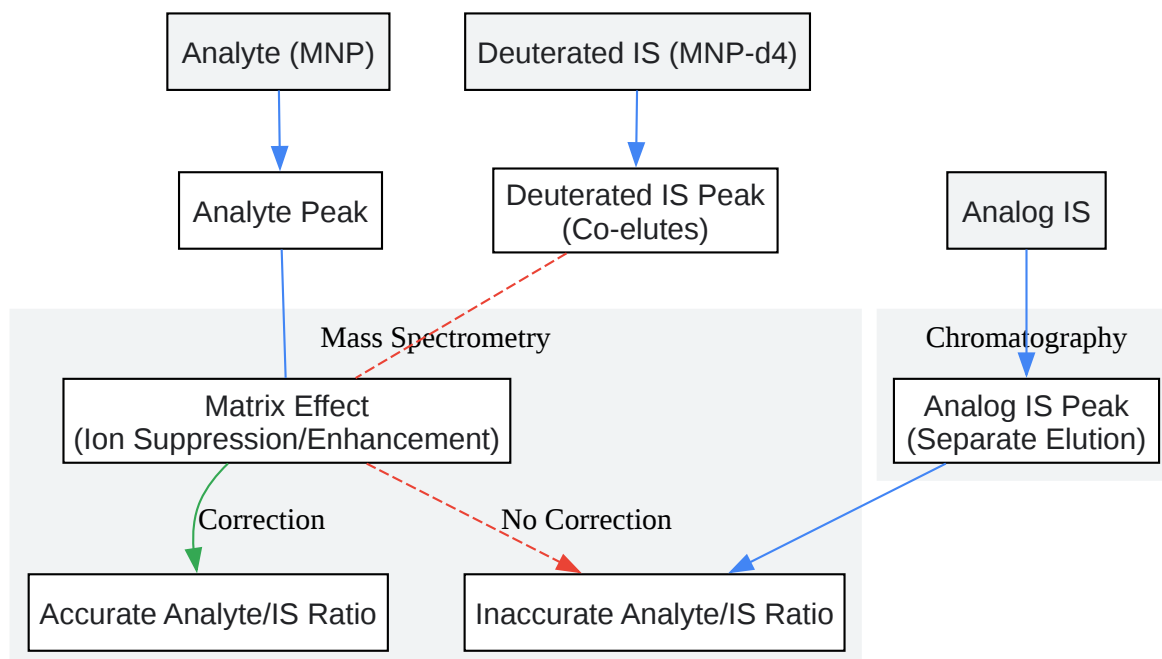 Analyte (MNP)
Deuterated IS (MNP-d4)
Analyte Peak
Deuterated IS Peak
(Co-elutes)
Analog IS
Mass Spectrometry
Chromatography
Matrix Effect
(Ion Suppression/Enhancement)
Analog IS Peak
(Separate Elution)
Correction
No Correction
Accurate Analyte/IS Ratio
Inaccurate Analyte/IS Ratio